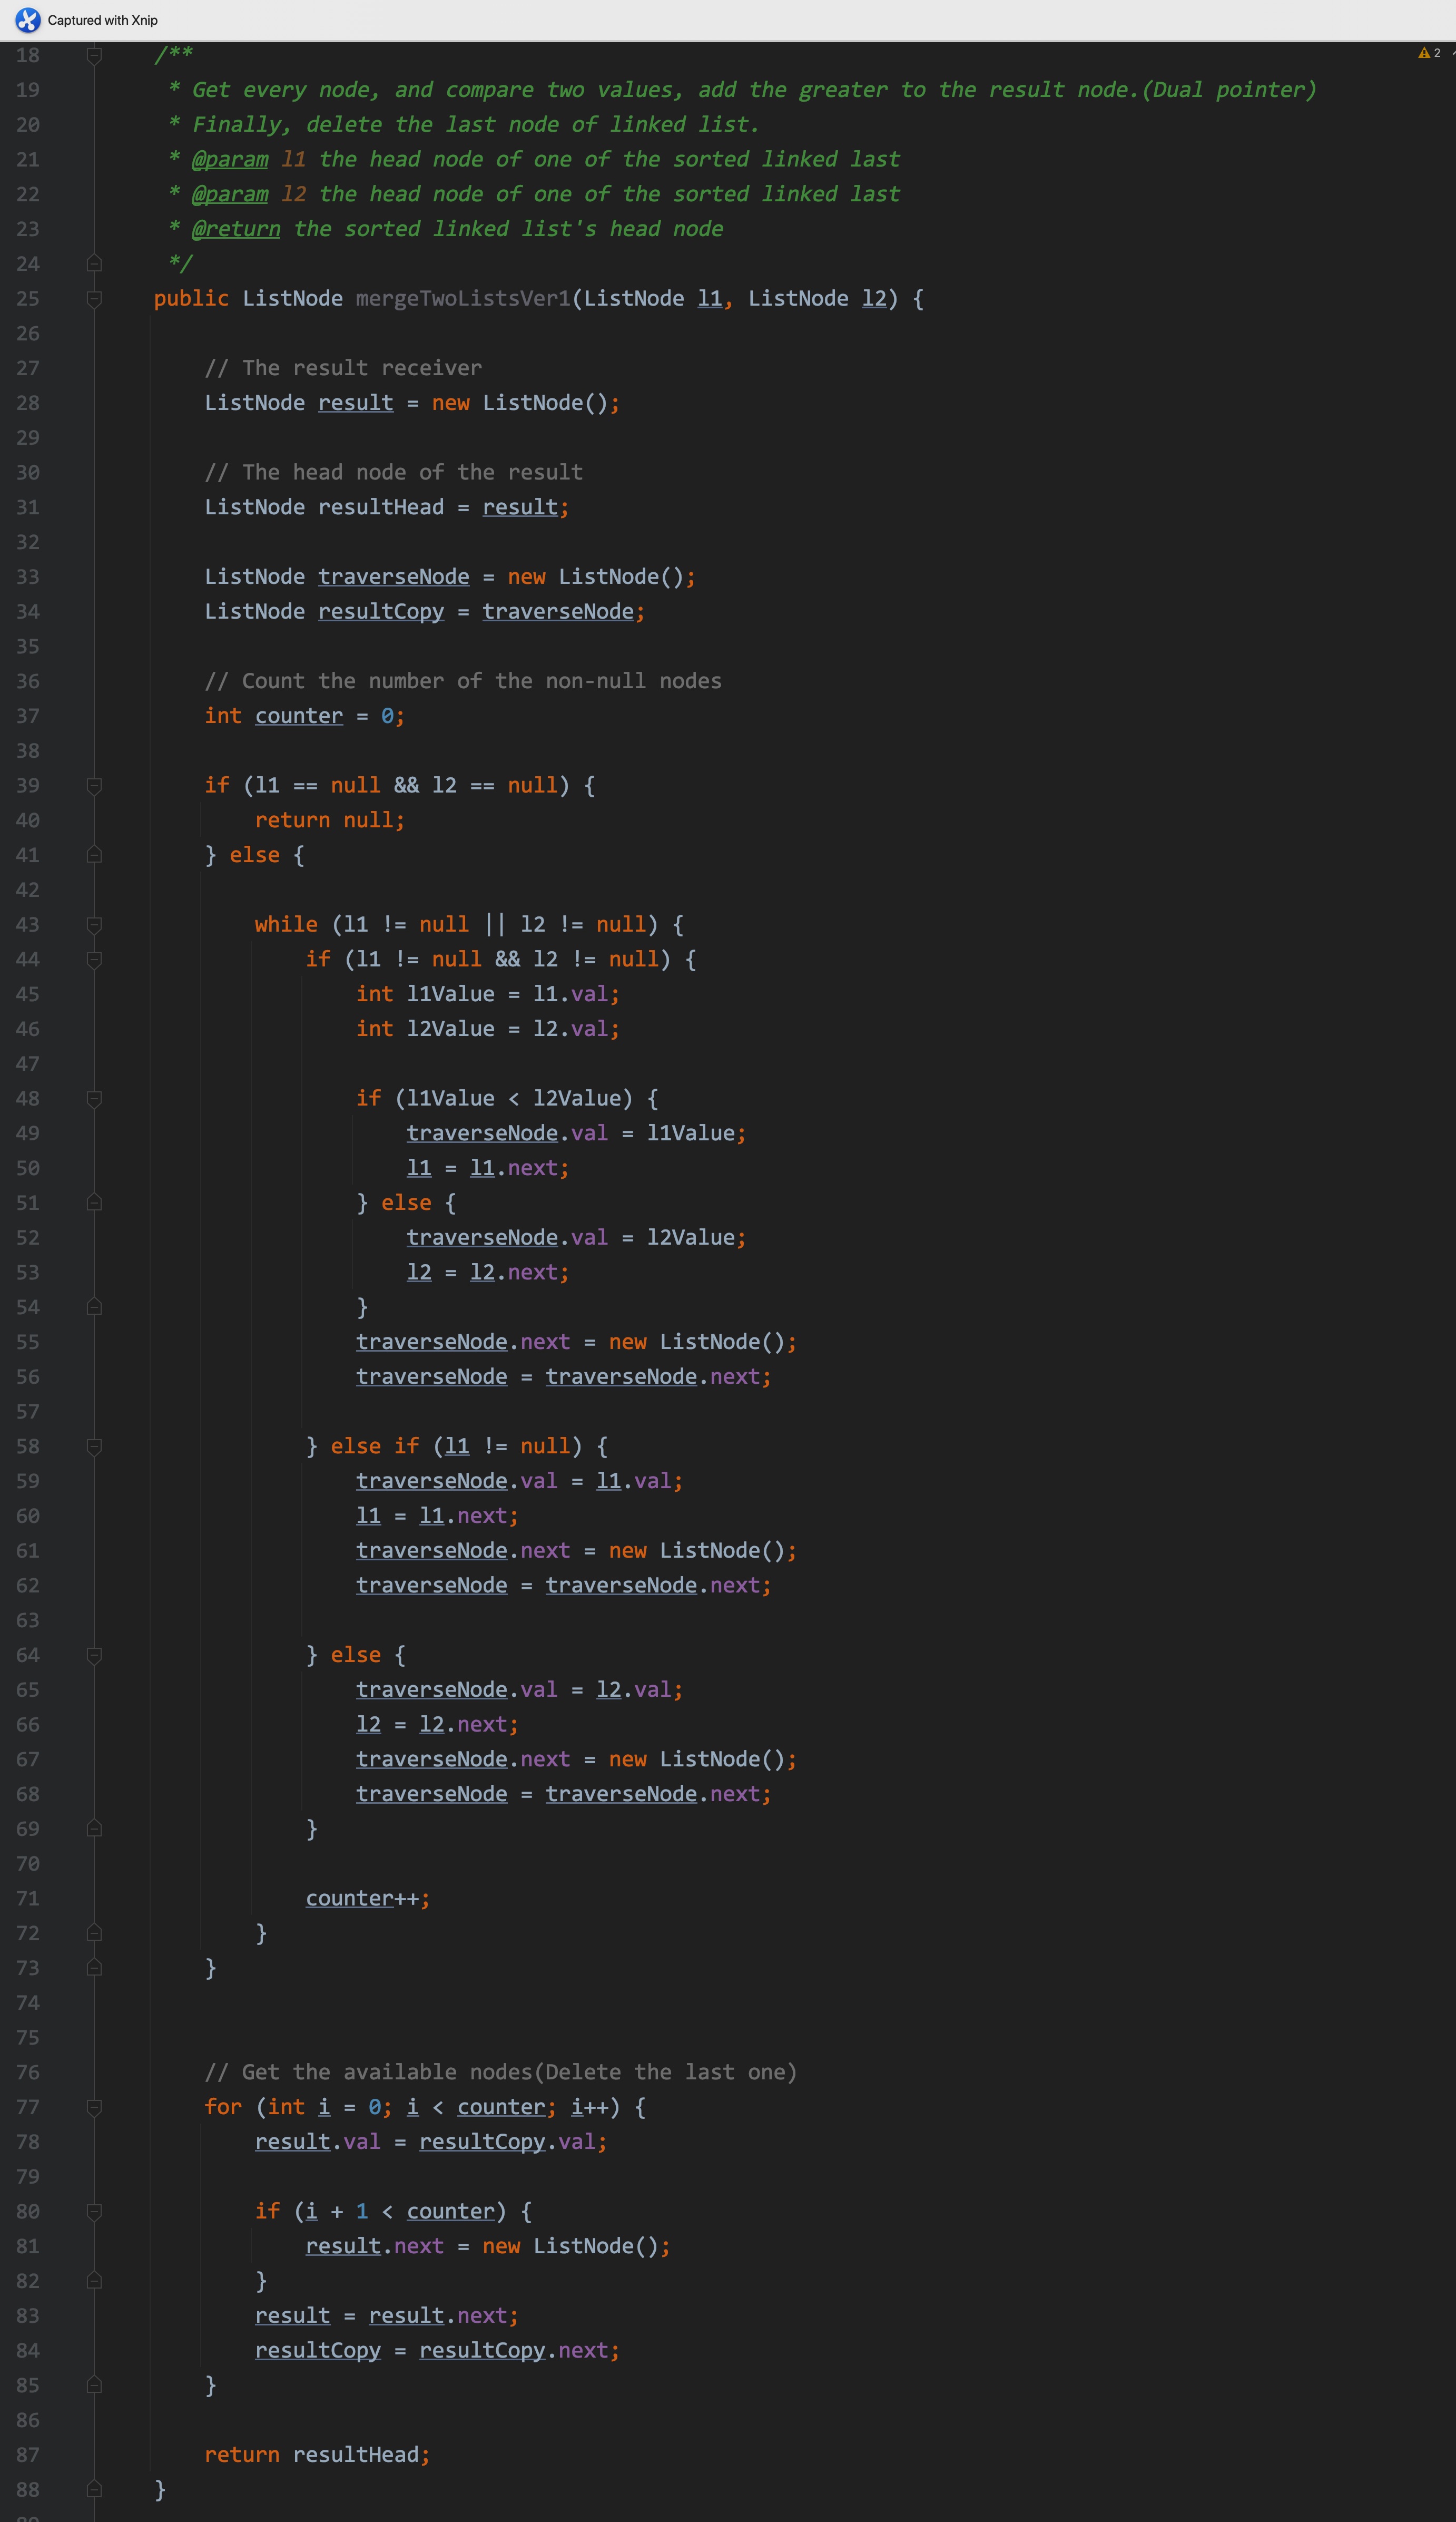 Captured with Xnip
2
18 /**
19 * Get every node, and compare two values, add the greater to the result node.(Dual pointer)
20 * Finally, delete the last node of linked list.
21 * @param l1 the head node of one of the sorted linked last
22 * @param l2 the head node of one of the sorted linked last
23 * @return the sorted linked list's head node
24 */
25 public ListNode mergeTwoListsVer1(ListNode l1, ListNode l2) {
26
27 // The result receiver
28 ListNode result = new ListNode();
29
30 // The head node of the result
31 ListNode resultHead = result;
32
33 ListNode traverseNode = new ListNode();
34 ListNode resultCopy = traverseNode;
35
36 // Count the number of the non-null nodes
37 int counter = 0;
38
39 if (l1 == null && l2 == null) {
40 return null;
41 } else {
42
43 while (l1 != null || l2 != null) {
44 if (l1 != null && l2 != null) {
45 int l1Value = l1.val;
46 int l2Value = l2.val;
47
48 if (l1Value < l2Value) {
49 traverseNode.val = l1Value;
50 l1 = l1.next;
51 } else {
52 traverseNode.val = l2Value;
53 l2 = l2.next;
54 }
55 traverseNode.next = new ListNode();
56 traverseNode = traverseNode.next;
57
58 } else if (l1 != null) {
59 traverseNode.val = l1.val;
60 l1 = l1.next;
61 traverseNode.next = new ListNode();
62 traverseNode = traverseNode.next;
63
64 } else {
65 traverseNode.val = l2.val;
66 l2 = l2.next;
67 traverseNode.next = new ListNode();
68 traverseNode = traverseNode.next;
69 }
70
71 counter++;
72 }
73 }
74
75
76 // Get the available nodes(Delete the last one)
77 for (int i = 0; i < counter; i++) {
78 result.val = resultCopy.val;
79
80 if (i + 1 < counter) {
81 result.next = new ListNode();
82 }
83 result = result.next;
84 resultCopy = resultCopy.next;
85 }
86
87 return resultHead;
88 }